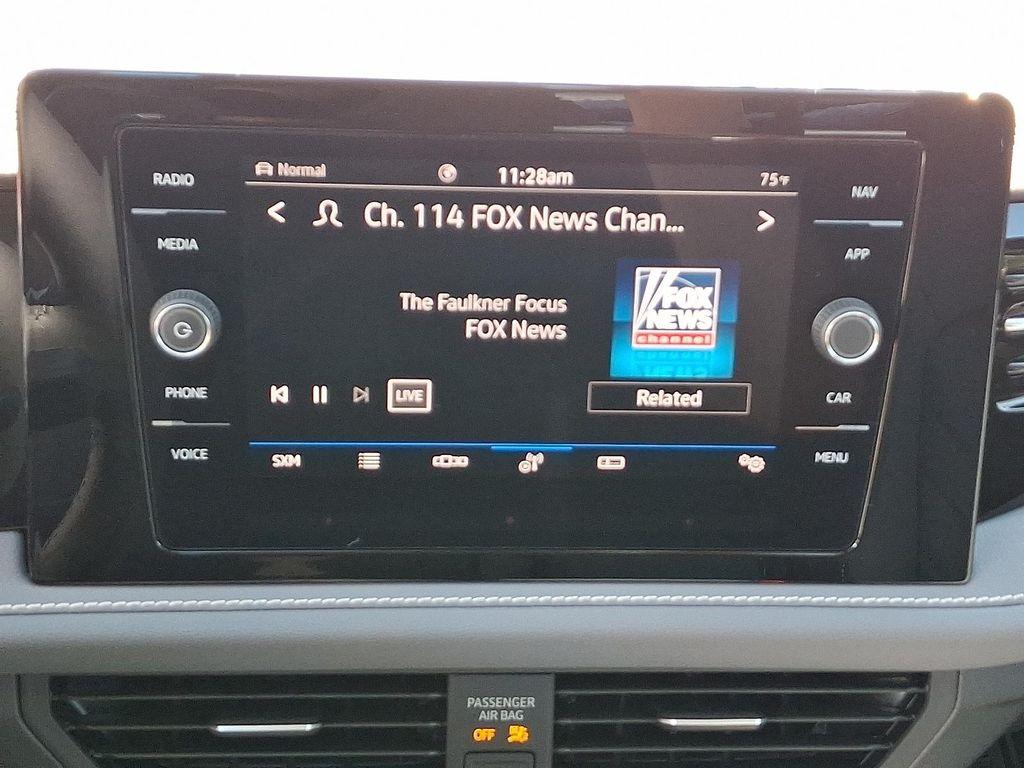 RADIO
MEDIA
PHONE
VOICE
Normal
11:28am
75°F
Ch. 114 FOX News Chan...
The Faulkner Focus
FOX News
FOX
NEWS
channel
LIVE
Related
SXM
NAV
APP
CAR
MENU
PASSENGER
AIR BAG
OFF